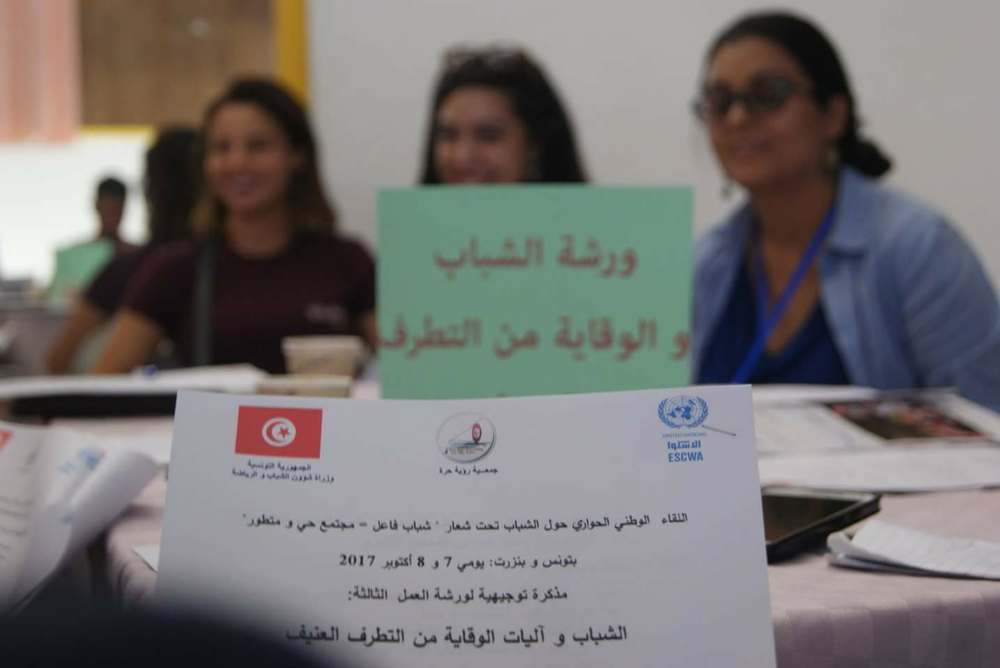 ورشة الشباب
و الوقاية من التطرف
الجمهورية التونسية
وزراة شؤون الشباب و الرياضة
جمعية رؤية حرة
UNITED NATIONS
الاسكوا
ESCWA
اللقاء الوطني الحواري حول الشباب تحت شعار " شباب فاعل = مجتمع حي و متطور"
بتونس و بنزرت: يومي 7 و 8 أكتوبر 2017
مذكرة توجيهية لورشة العمل الثالثة:
الشباب و آليات الوقاية من التطرف العنيف